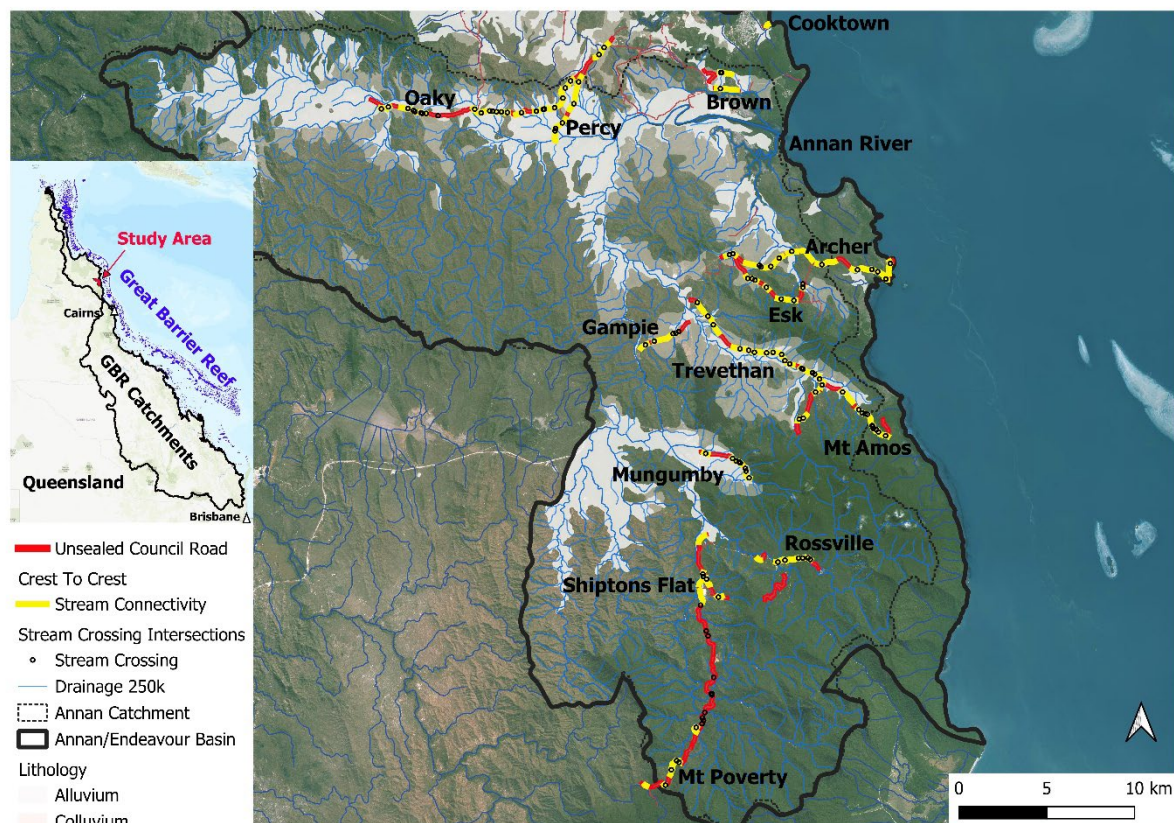 Cooktown
Oaky
Brown
Percy
Annan River
Study Area
Archer
Great Barrier Reef
Cairns
Esk
Gampie
GBR Catchments
Trevethan
Mt Amos
Mungumby
Queensland
Brisbane
Unsealed Council Road
Rossville
Crest To Crest
Shiptons Flat
Stream Connectivity
Stream Crossing Intersections
Stream Crossing
Drainage 250k
Annan Catchment
Annan/Endeavour Basin
Mt Poverty
Lithology
0 5 10 km
Alluvium
Colluvium